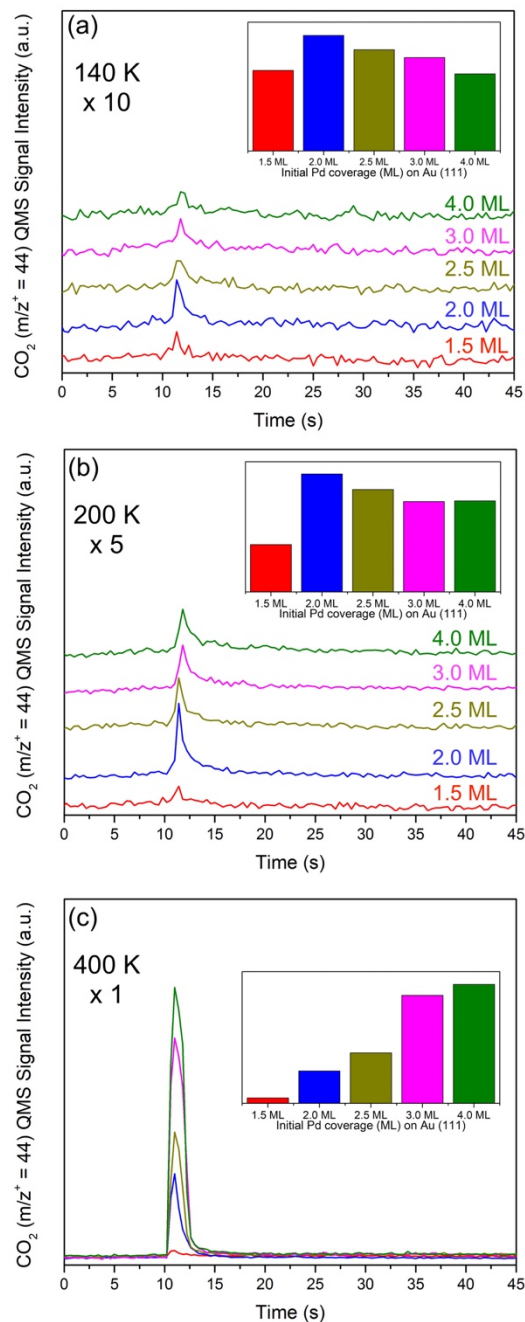 (a)
140 K
x 10
1.5 ML 2.0 ML 2.5 ML 3.0 ML 4.0 ML
Initial Pd coverage (ML) on Au (111)
CO₂ (m/z⁺ = 44) QMS Signal Intensity (a.u.)
4.0 ML
3.0 ML
2.5 ML
2.0 ML
1.5 ML
0 5 10 15 20 25 30 35 40 45
Time (s)
(b)
200 K
x 5
1.5 ML 2.0 ML 2.5 ML 3.0 ML 4.0 ML
Initial Pd coverage (ML) on Au (111)
CO₂ (m/z⁺ = 44) QMS Signal Intensity (a.u.)
4.0 ML
3.0 ML
2.5 ML
2.0 ML
1.5 ML
0 5 10 15 20 25 30 35 40 45
Time (s)
(c)
400 K
x 1
1.5 ML 2.0 ML 2.5 ML 3.0 ML 4.0 ML
Initial Pd coverage (ML) on Au (111)
CO₂ (m/z⁺ = 44) QMS Signal Intensity (a.u.)
0 5 10 15 20 25 30 35 40 45
Time (s)